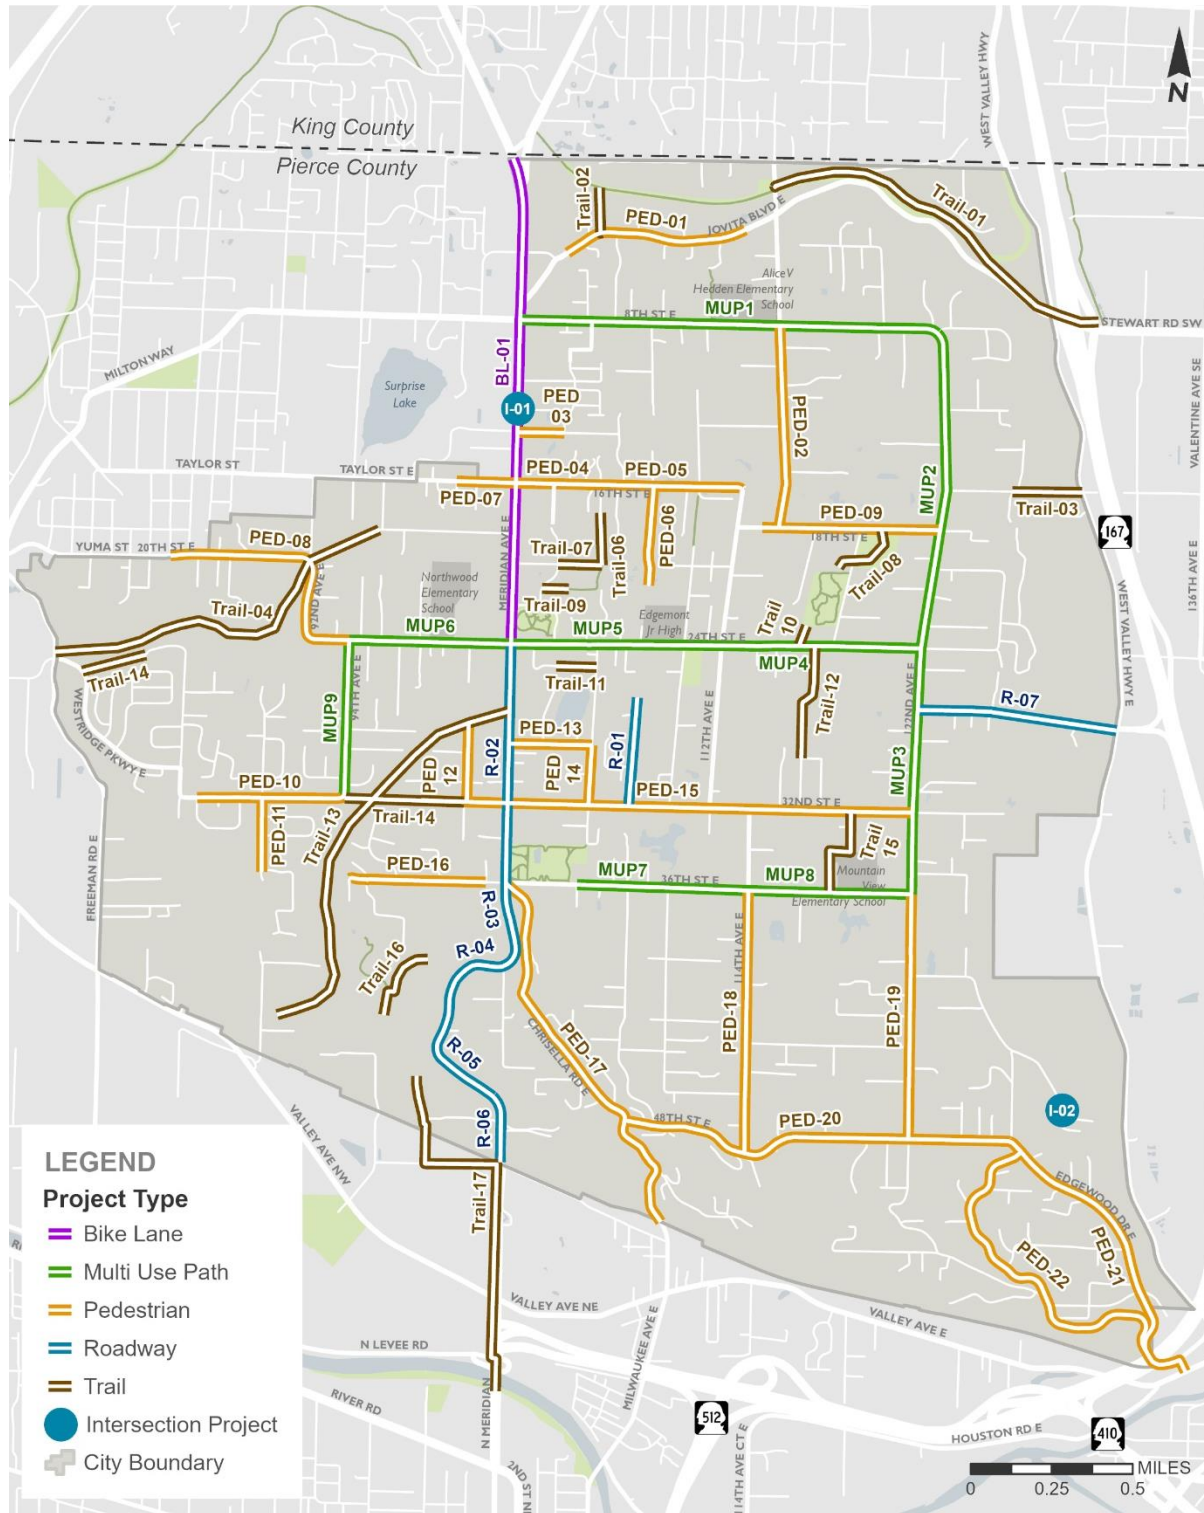 King County
Pierce County
N
WEST VALLEY HWY
Trail-02
PED-01
JOVITA BLVD E
Trail-01
Alice V
Hedden Elementary
School
MUP1
8TH ST E
STEWART RD SW
MILTON WAY
BL-01
Surprise
Lake
I-01
PED
03
PED-02
VALENTINE AVE SE
TAYLOR ST
TAYLOR ST E
PED-04
PED-05
PED-07
16TH ST E
MUP2
Trail-03
PED-06
PED-09
18TH ST E
167
YUMA ST
20TH ST E
PED-08
MERIDIAN AVE E
Trail-07
Trail-06
Trail-08
136TH AVE E
92ND AVE E
Trail-04
Northwood
Elementary
School
Trail-09
Edgemont
Jr High
Trail
10
MUP6
MUP5
24TH ST E
MUP4
WEST VALLEY HWY E
Trail-14
94TH AVE E
Trail-11
Trail-12
122ND AVE E
R-07
WEST RIDGE PKWY E
MUP9
R-02
PED-13
R-01
112TH AVE E
PED
12
PED
14
MUP3
PED-10
PED-11
Trail-13
Trail-14
PED-15
32ND ST E
Trail
15
FREEMAN RD E
PED-16
MUP7
36TH ST E
MUP8
Mountain
View
Elementary School
R-03
R-04
Trail-16
114TH AVE E
PED-18
PED-19
R-05
PED-17
CHRISELLA RD E
VALLEY AVE NW
R-06
48TH ST E
PED-20
I-02
Trail-17
EDGEWOOD DR E
PED-21
PED-22
LEGEND
Project Type
Bike Lane
Multi Use Path
Pedestrian
Roadway
Trail
Intersection Project
City Boundary
VALLEY AVE NE
VALLEY AVE E
N LEVEE RD
MILWAUKEE AVE E
RIVER RD
N MERIDIAN
512
HOUSTON RD E
410
2ND ST NE
114TH AVE CT E
MILES
0
0.25
0.5